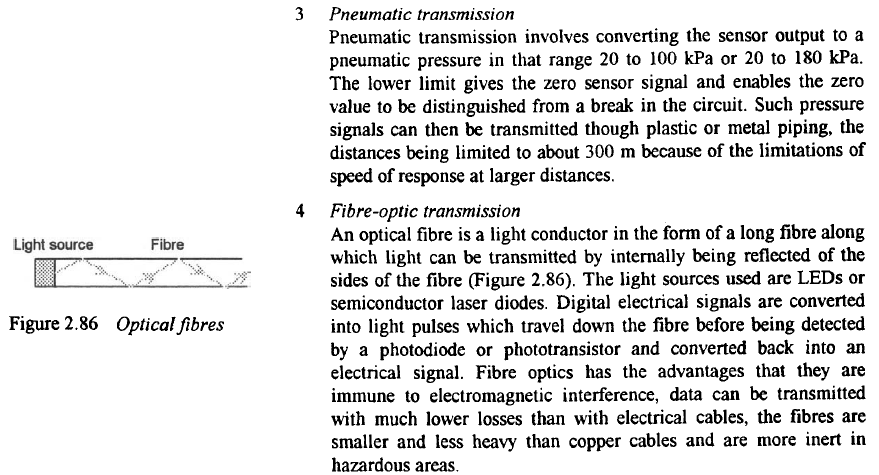 3 Pneumatic transmission
Pneumatic transmission involves converting the sensor output to a
pneumatic pressure in that range 20 to 100 kPa or 20 to 180 kPa.
The lower limit gives the zero sensor signal and enables the zero
value to be distinguished from a break in the circuit. Such pressure
signals can then be transmitted though plastic or metal piping, the
distances being limited to about 300 m because of the limitations of
speed of response at larger distances.
4 Fibre-optic transmission
An optical fibre is a light conductor in the form of a long fibre along
which light can be transmitted by internally being reflected of the
sides of the fibre (Figure 2.86). The light sources used are LEDs or
semiconductor laser diodes. Digital electrical signals are converted
into light pulses which travel down the fibre before being detected
by a photodiode or phototransistor and converted back into an
electrical signal. Fibre optics has the advantages that they are
immune to electromagnetic interference, data can be transmitted
with much lower losses than with electrical cables, the fibres are
smaller and less heavy than copper cables and are more inert in
hazardous areas.
Light source Fibre
Figure 2.86 Optical fibres